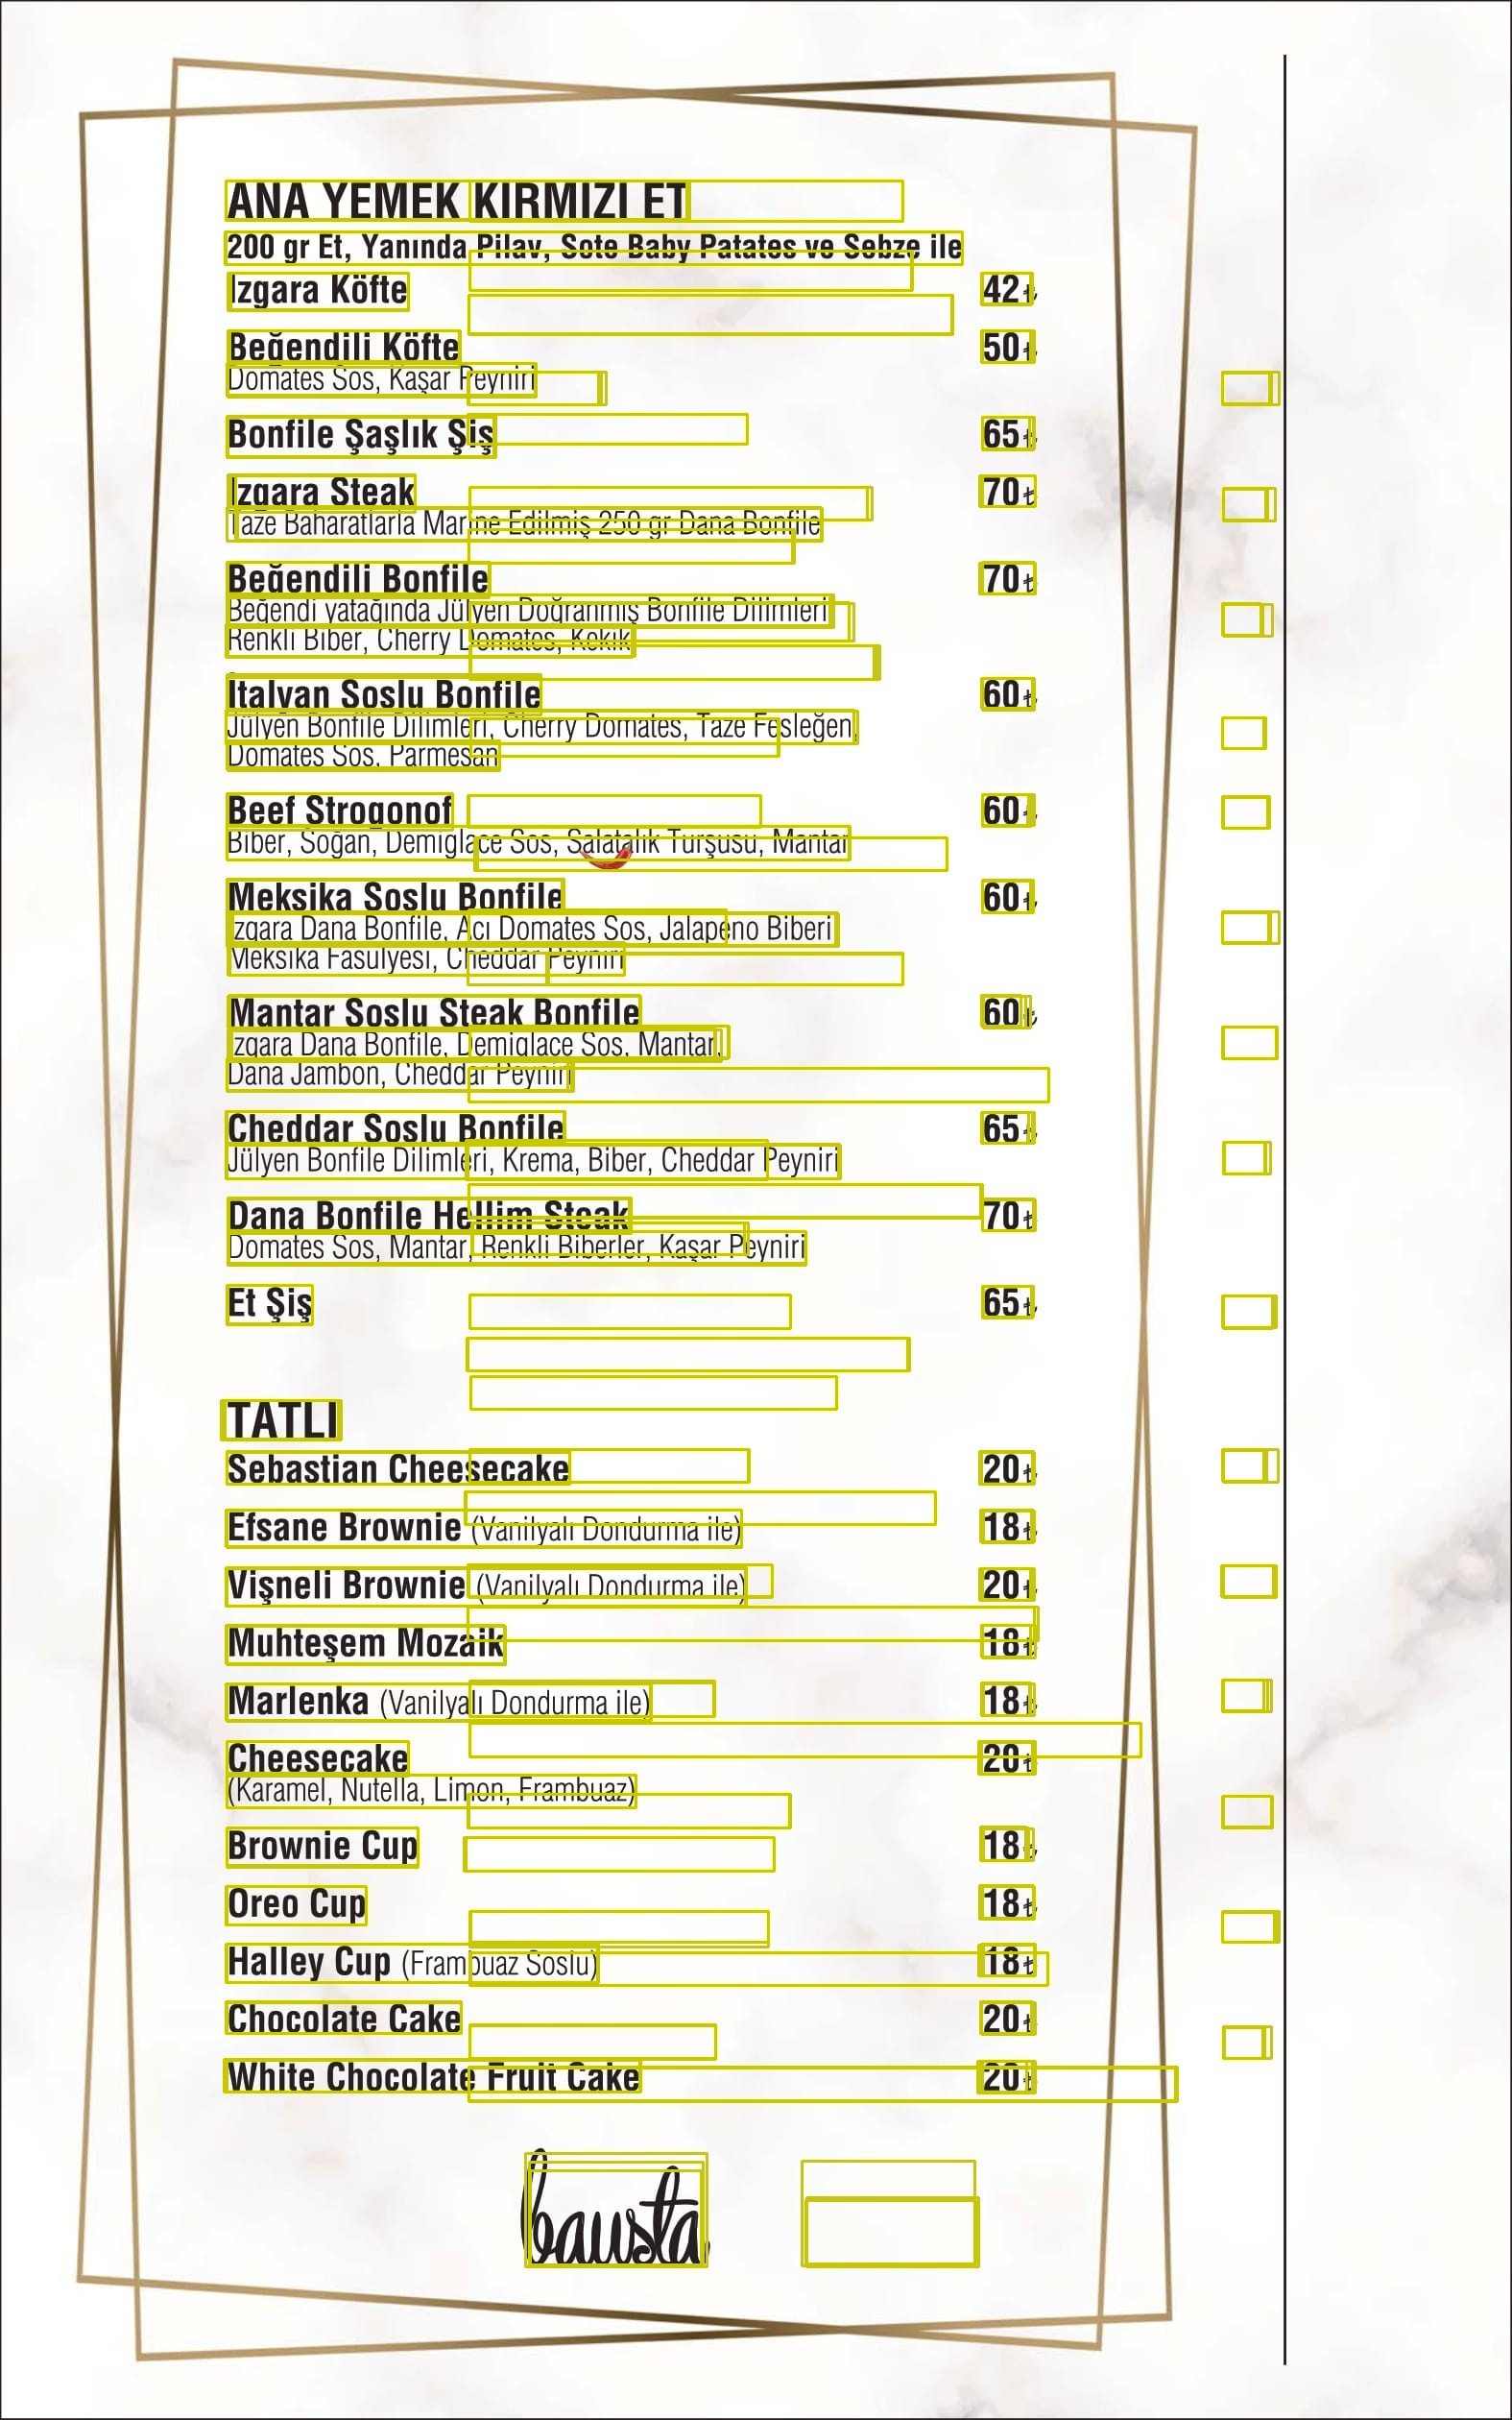 ANA YEMEK KIRMIZI ET
200 gr Et, Yanında Pilav, Sote Baby Patates ve Sebze ile
Izgara Köfte 42₺
Beğendili Köfte 50₺
Domates Sos, Kaşar Peyniri
Bonfile Şaşlık Şiş 65₺
Izgara Steak 70₺
Taze Baharatlarla Marine Edilmiş 250 gr Dana Bonfile
Beğendili Bonfile 70₺
Beğendi yatağında Jülyen Doğranmış Bonfile Dilimleri
Renkli Biber, Cherry Domates, Kekik
İtalyan Soslu Bonfile 60₺
Jülyen Bonfile Dilimleri, Cherry Domates, Taze Fesleğen,
Domates Sos, Parmesan
Beef Strogonof 60₺
Biber, Soğan, Demiglace Sos, Salatalık Turşusu, Mantar
Meksika Soslu Bonfile 60₺
Izgara Dana Bonfile, Acı Domates Sos, Jalapeno Biberi
Meksika Fasulyesi, Cheddar Peyniri
Mantar Soslu Steak Bonfile 60₺
Izgara Dana Bonfile, Demiglace Sos, Mantar,
Dana Jambon, Cheddar Peyniri
Cheddar Soslu Bonfile 65₺
Jülyen Bonfile Dilimleri, Krema, Biber, Cheddar Peyniri
Dana Bonfile Hellim Steak 70₺
Domates Sos, Mantar, Renkli Biberler, Kaşar Peyniri
Et Şiş 65₺
TATLI
Sebastian Cheesecake 20₺
Efsane Brownie (Vanilyalı Dondurma ile) 18₺
Vişneli Brownie (Vanilyalı Dondurma ile) 20₺
Muhteşem Mozaik 18₺
Marlenka (Vanilyalı Dondurma ile) 18₺
Cheesecake 20₺
(Karamel, Nutella, Limon, Frambuaz)
Brownie Cup 18₺
Oreo Cup 18₺
Halley Cup (Frambuaz Soslu) 18₺
Chocolate Cake 20₺
White Chocolate Fruit Cake 20₺
bausta